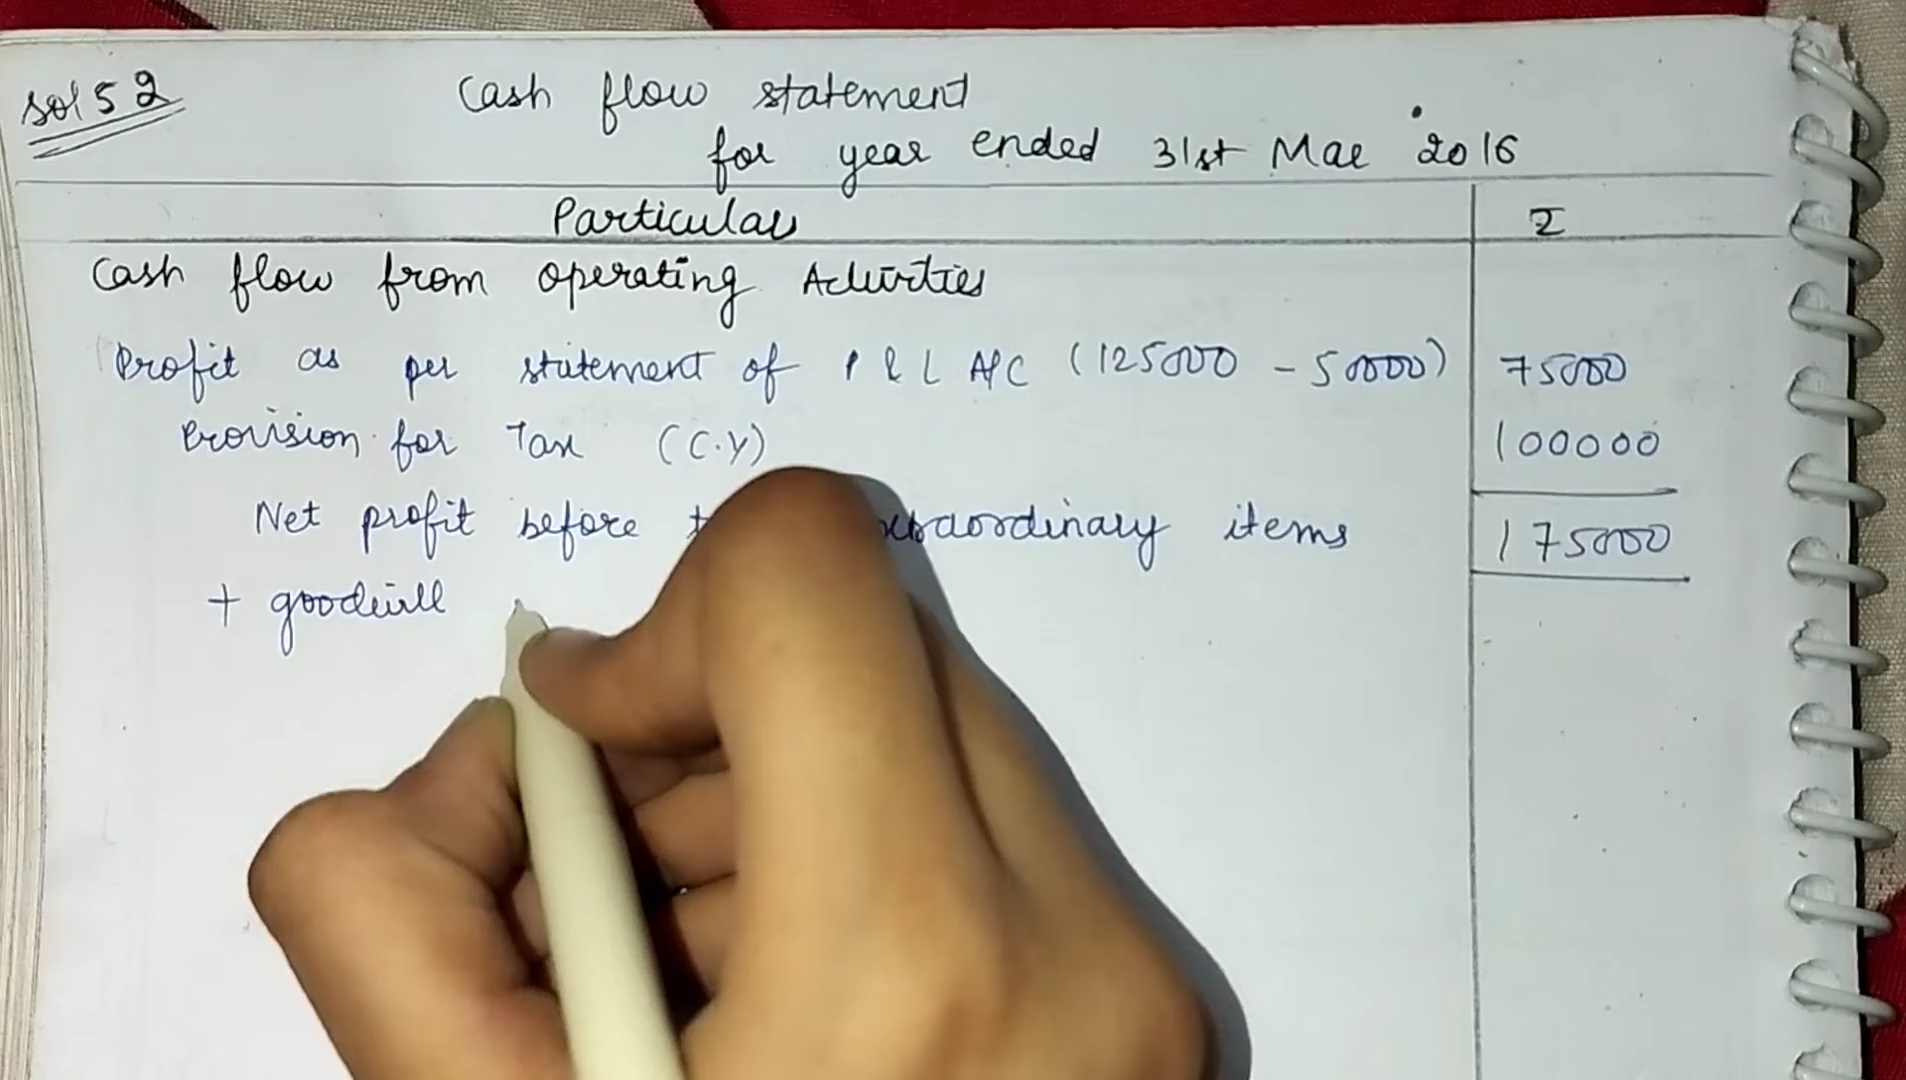 Sol 52
Cash flow statement
for year ended 31st Mar 2016
Particulars ₹
Cash flow from operating Activities
Profit as per statement of P & L A/C (125000 - 50000) 75000
Provision for Tax (C.Y) 100000
Net profit before extraordinary items 175000
+ goodwill